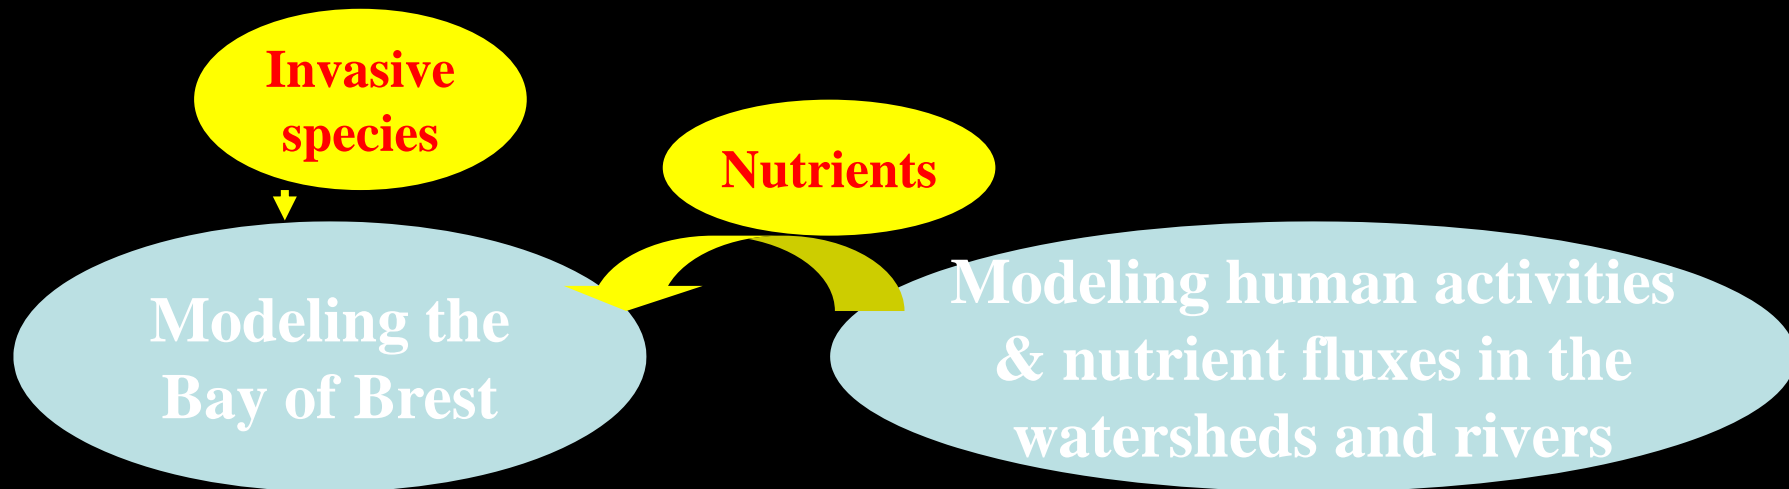 Invasive
species
Nutrients
Modeling the
Bay of Brest
Modeling human activities
& nutrient fluxes in the
watersheds and rivers